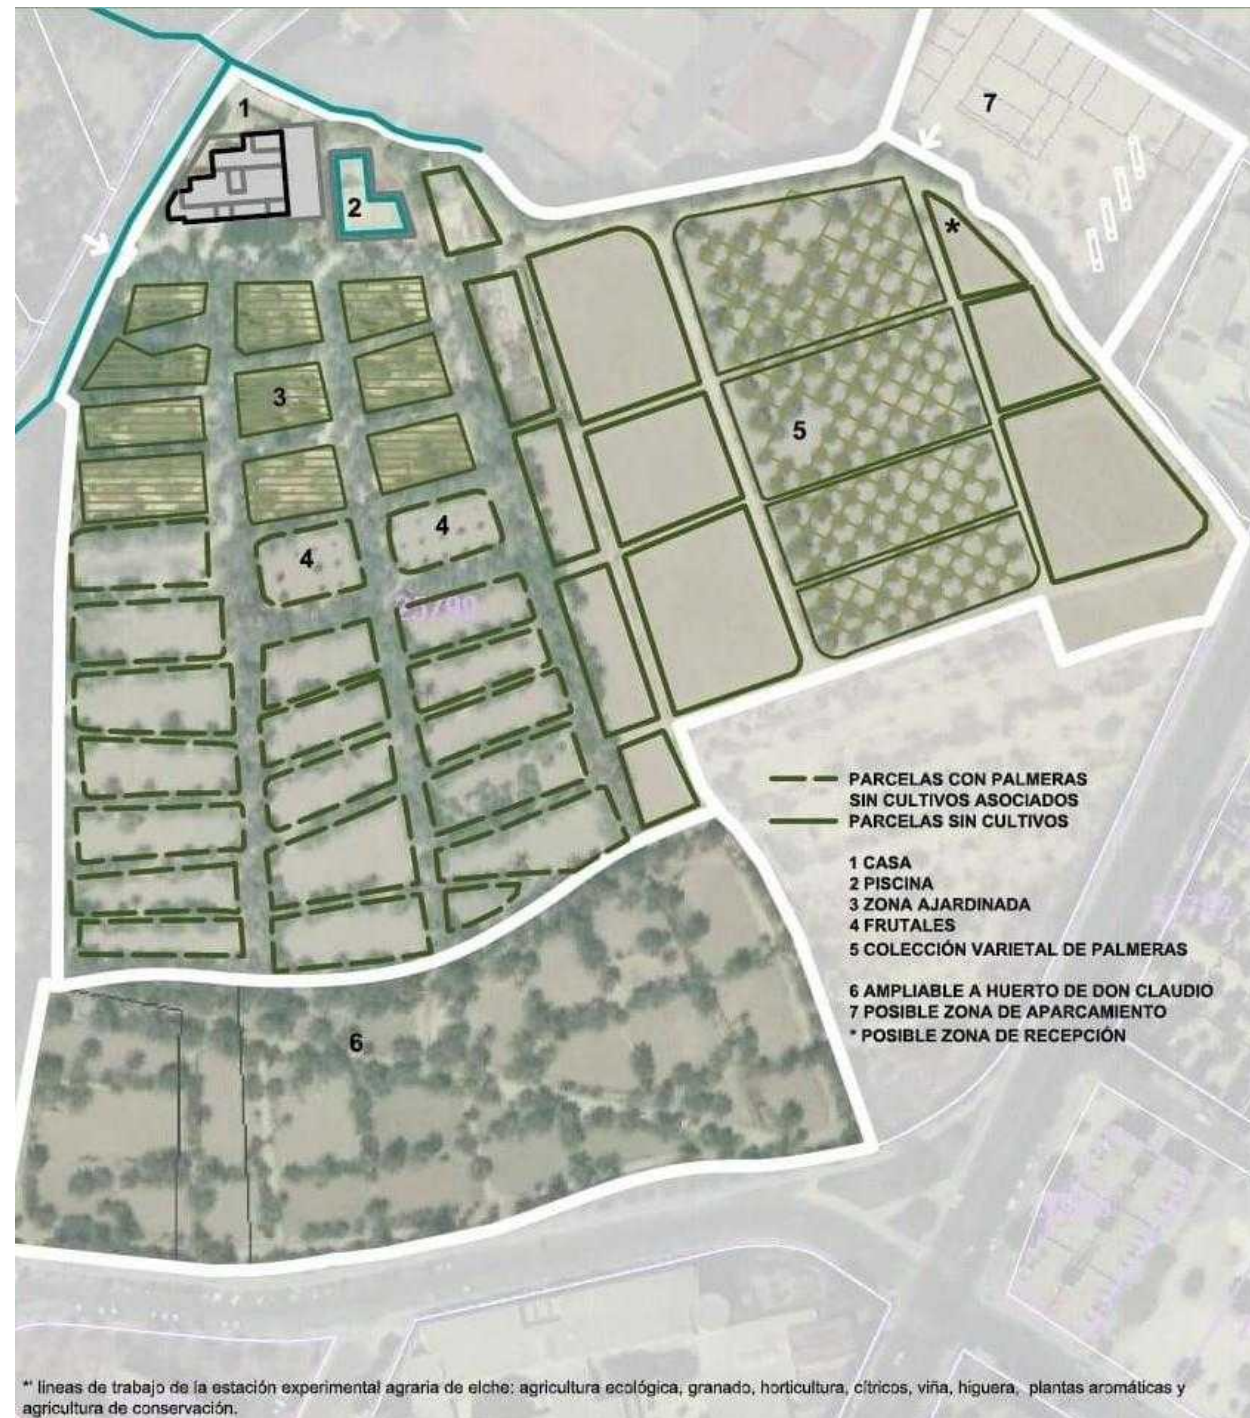 1
7
2
*
3
5
4
4
PARCELAS CON PALMERAS
SIN CULTIVOS ASOCIADOS
PARCELAS SIN CULTIVOS
1 CASA
2 PISCINA
3 ZONA AJARDINADA
4 FRUTALES
5 COLECCIÓN VARIETAL DE PALMERAS
6 AMPLIABLE A HUERTO DE DON CLAUDIO
7 POSIBLE ZONA DE APARCAMIENTO
* POSIBLE ZONA DE RECEPCIÓN
6
*' lineas de trabajo de la estación experimental agraria de elche: agricultura ecológica, granado, horticultura, cítricos, viña, higuera, plantas aromáticas y
agricultura de conservación.